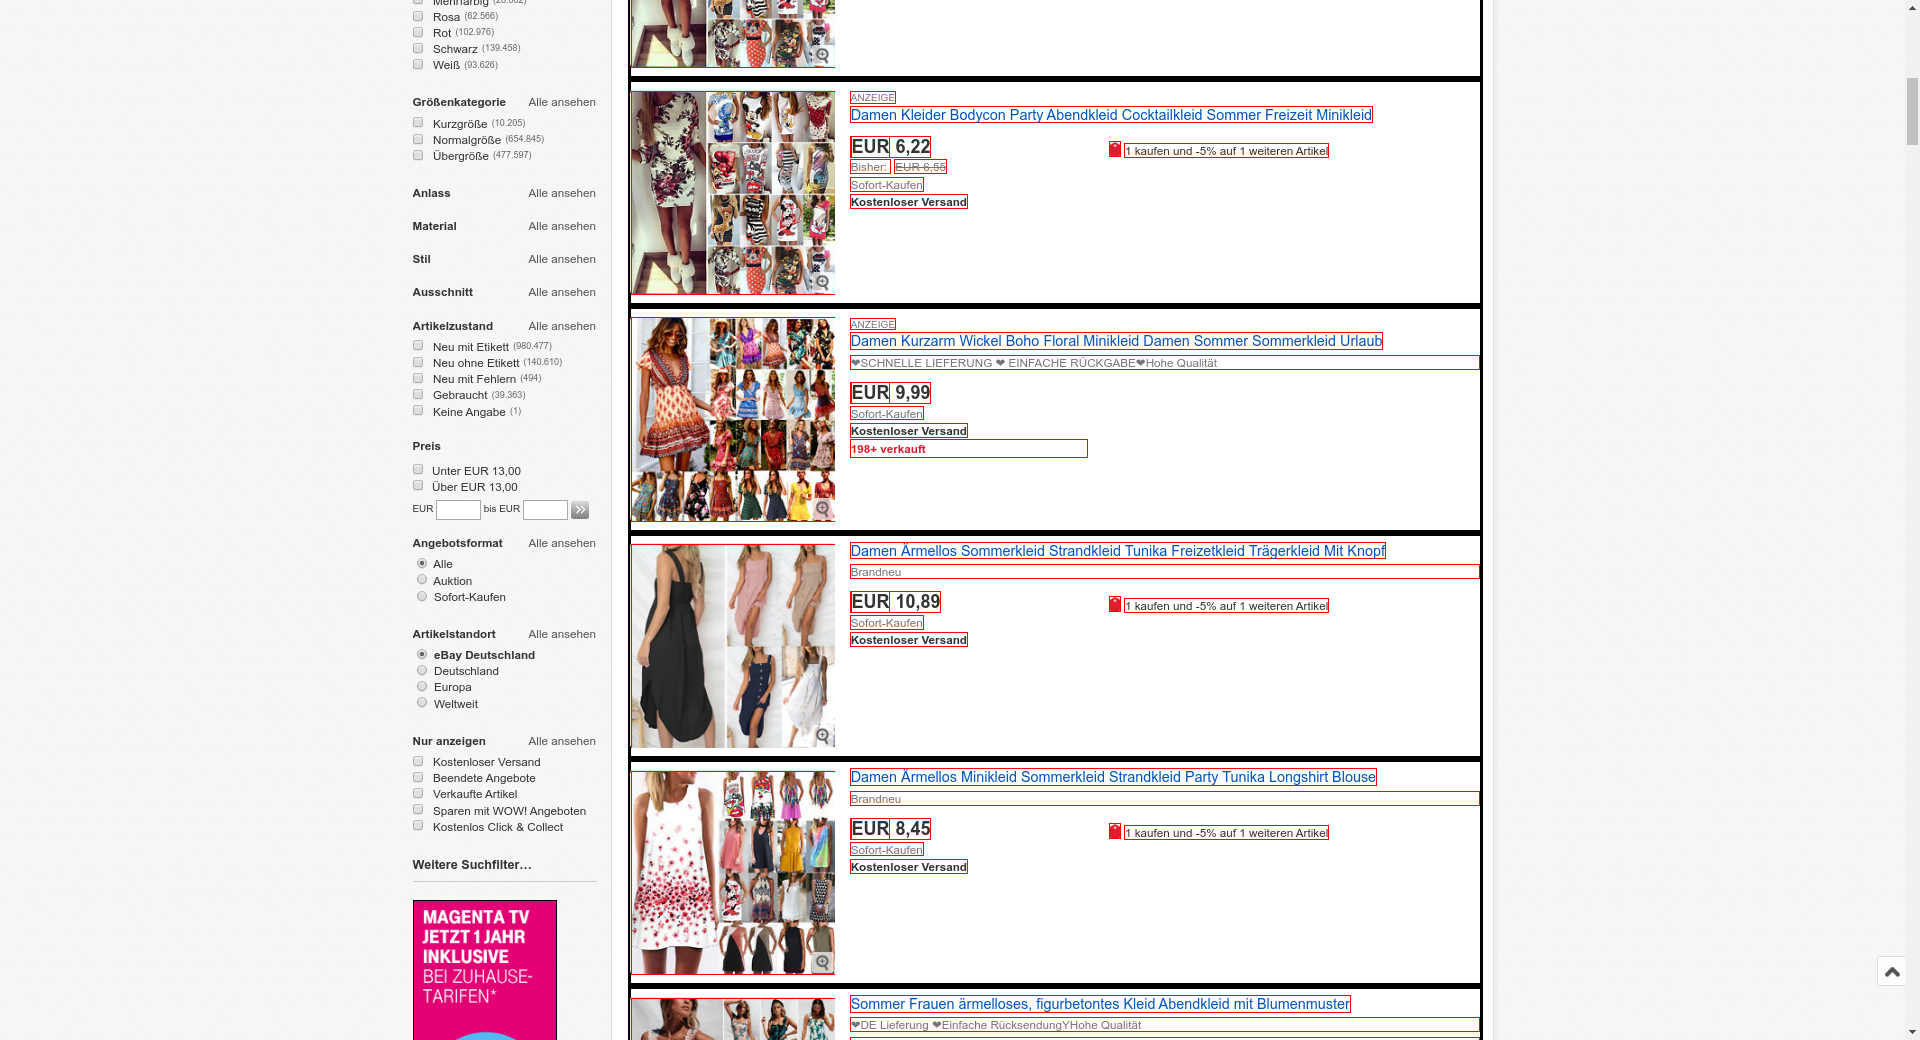 Rosa (62.566)
Rot (102.976)
Schwarz (139.458)
Weiß (93.626)
Größenkategorie Alle ansehen
Kurzgröße (10.205)
Normalgröße (654.845)
Übergröße (477.597)
Anlass Alle ansehen
Material Alle ansehen
Stil Alle ansehen
Ausschnitt Alle ansehen
Artikelzustand Alle ansehen
Neu mit Etikett (980.477)
Neu ohne Etikett (140.610)
Neu mit Fehlern (494)
Gebraucht (39.363)
Keine Angabe (1)
Preis
Unter EUR 13,00
Über EUR 13,00
EUR bis EUR
Angebotsformat Alle ansehen
Alle
Auktion
Sofort-Kaufen
Artikelstandort Alle ansehen
eBay Deutschland
Deutschland
Europa
Weltweit
Nur anzeigen Alle ansehen
Kostenloser Versand
Beendete Angebote
Verkaufte Artikel
Sparen mit WOW! Angeboten
Kostenlos Click & Collect
Weitere Suchfilter...
MAGENTA TV
JETZT 1 JAHR
INKLUSIVE
BEI ZUHAUSE-
TARIFEN*
ANZEIGE
Damen Kleider Bodycon Party Abendkleid Cocktailkleid Sommer Freizeit Minikleid
EUR 6,22
1 kaufen und -5% auf 1 weiteren Artikel
Bisher: EUR 6,55
Sofort-Kaufen
Kostenloser Versand
ANZEIGE
Damen Kurzarm Wickel Boho Floral Minikleid Damen Sommer Sommerkleid Urlaub
❤SCHNELLE LIEFERUNG ❤ EINFACHE RÜCKGABE❤Hohe Qualität
EUR 9,99
Sofort-Kaufen
Kostenloser Versand
198+ verkauft
Damen Ärmellos Sommerkleid Strandkleid Tunika Freizetkleid Trägerkleid Mit Knopf
Brandneu
EUR 10,89
1 kaufen und -5% auf 1 weiteren Artikel
Sofort-Kaufen
Kostenloser Versand
Damen Ärmellos Minikleid Sommerkleid Strandkleid Party Tunika Longshirt Blouse
Brandneu
EUR 8,45
1 kaufen und -5% auf 1 weiteren Artikel
Sofort-Kaufen
Kostenloser Versand
Sommer Frauen ärmelloses, figurbetontes Kleid Abendkleid mit Blumenmuster
❤DE Lieferung ❤Einfache RücksendungYHohe Qualität